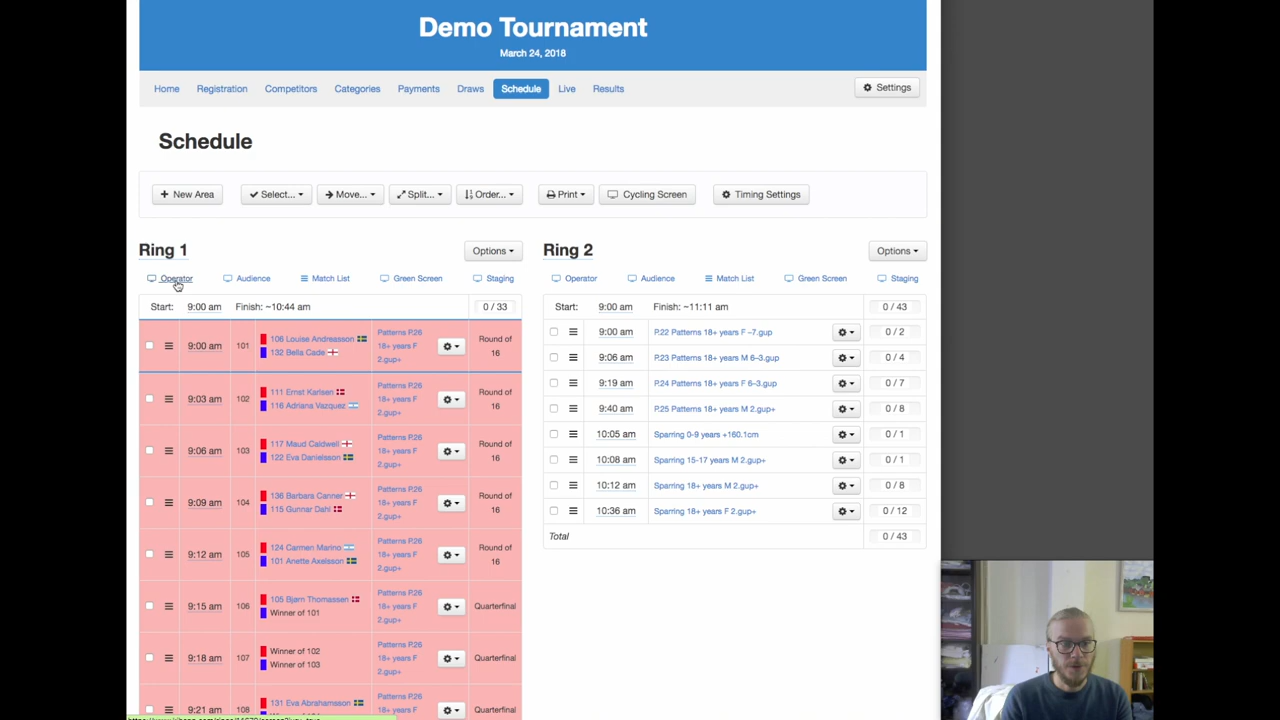 Demo Tournament
March 24, 2018
Home Registration Competitors Categories Payments Draws Schedule Live Results Settings
Schedule
New Area Select... Move... Split... Order... Print Cycling Screen Timing Settings
Ring 1 Options
Operator Audience Match List Green Screen Staging
Start: 9:00 am Finish: ~10:44 am 0 / 33
9:00 am 101 106 Louise Andreasson Patterns P.26 Round of
132 Bella Cade 18+ years F 16
2.gup+
9:03 am 102 111 Ernst Karlsen Patterns P.26 Round of
116 Adriana Vazquez 18+ years F 16
2.gup+
9:06 am 103 117 Maud Caldwell Patterns P.26 Round of
122 Eva Danielsson 18+ years F 16
2.gup+
9:09 am 104 136 Barbara Canner Patterns P.26 Round of
115 Gunnar Dahl 18+ years F 16
2.gup+
9:12 am 105 124 Carmen Marino Patterns P.26 Round of
101 Anette Axelsson 18+ years F 16
2.gup+
9:15 am 106 105 Bjørn Thomassen Patterns P.26 Quarterfinal
Winner of 101 18+ years F
2.gup+
9:18 am 107 Winner of 102 Patterns P.26 Quarterfinal
Winner of 103 18+ years F
2.gup+
9:21 am 108 131 Eva Abrahamsson Patterns P.26 Quarterfinal
18+ years F
Ring 2 Options
Operator Audience Match List Green Screen Staging
Start: 9:00 am Finish: ~11:11 am 0 / 43
9:00 am P.22 Patterns 18+ years F -7.gup 0 / 2
9:06 am P.23 Patterns 18+ years M 6-3.gup 0 / 4
9:19 am P.24 Patterns 18+ years F 6-3.gup 0 / 7
9:40 am P.25 Patterns 18+ years M 2.gup+ 0 / 8
10:05 am Sparring 0-9 years +160.1cm 0 / 1
10:08 am Sparring 15-17 years M 2.gup+ 0 / 1
10:12 am Sparring 18+ years M 2.gup+ 0 / 8
10:36 am Sparring 18+ years F 2.gup+ 0 / 12
Total 0 / 43